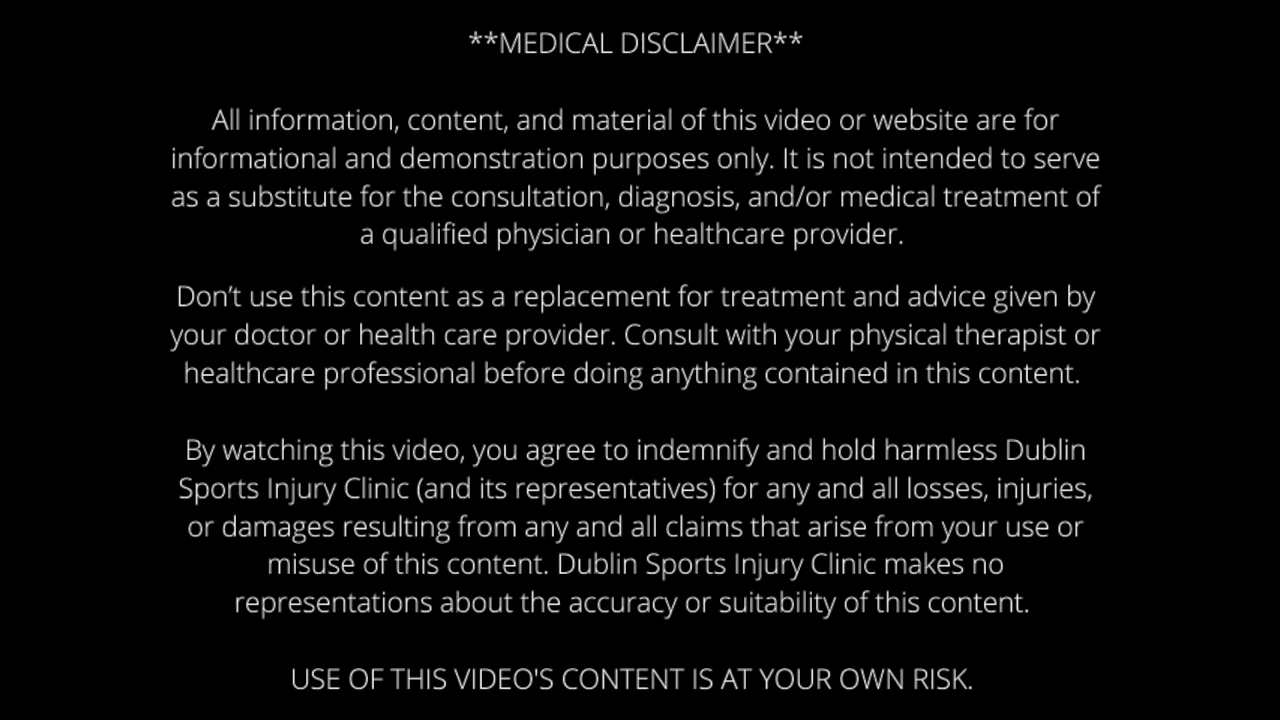 **MEDICAL DISCLAIMER**
All information, content, and material of this video or website are for
informational and demonstration purposes only. It is not intended to serve
as a substitute for the consultation, diagnosis, and/or medical treatment of
a qualified physician or healthcare provider.
Don’t use this content as a replacement for treatment and advice given by
your doctor or health care provider. Consult with your physical therapist or
healthcare professional before doing anything contained in this content.
By watching this video, you agree to indemnify and hold harmless Dublin
Sports Injury Clinic (and its representatives) for any and all losses, injuries,
or damages resulting from any and all claims that arise from your use or
misuse of this content. Dublin Sports Injury Clinic makes no
representations about the accuracy or suitability of this content.
USE OF THIS VIDEO'S CONTENT IS AT YOUR OWN RISK.